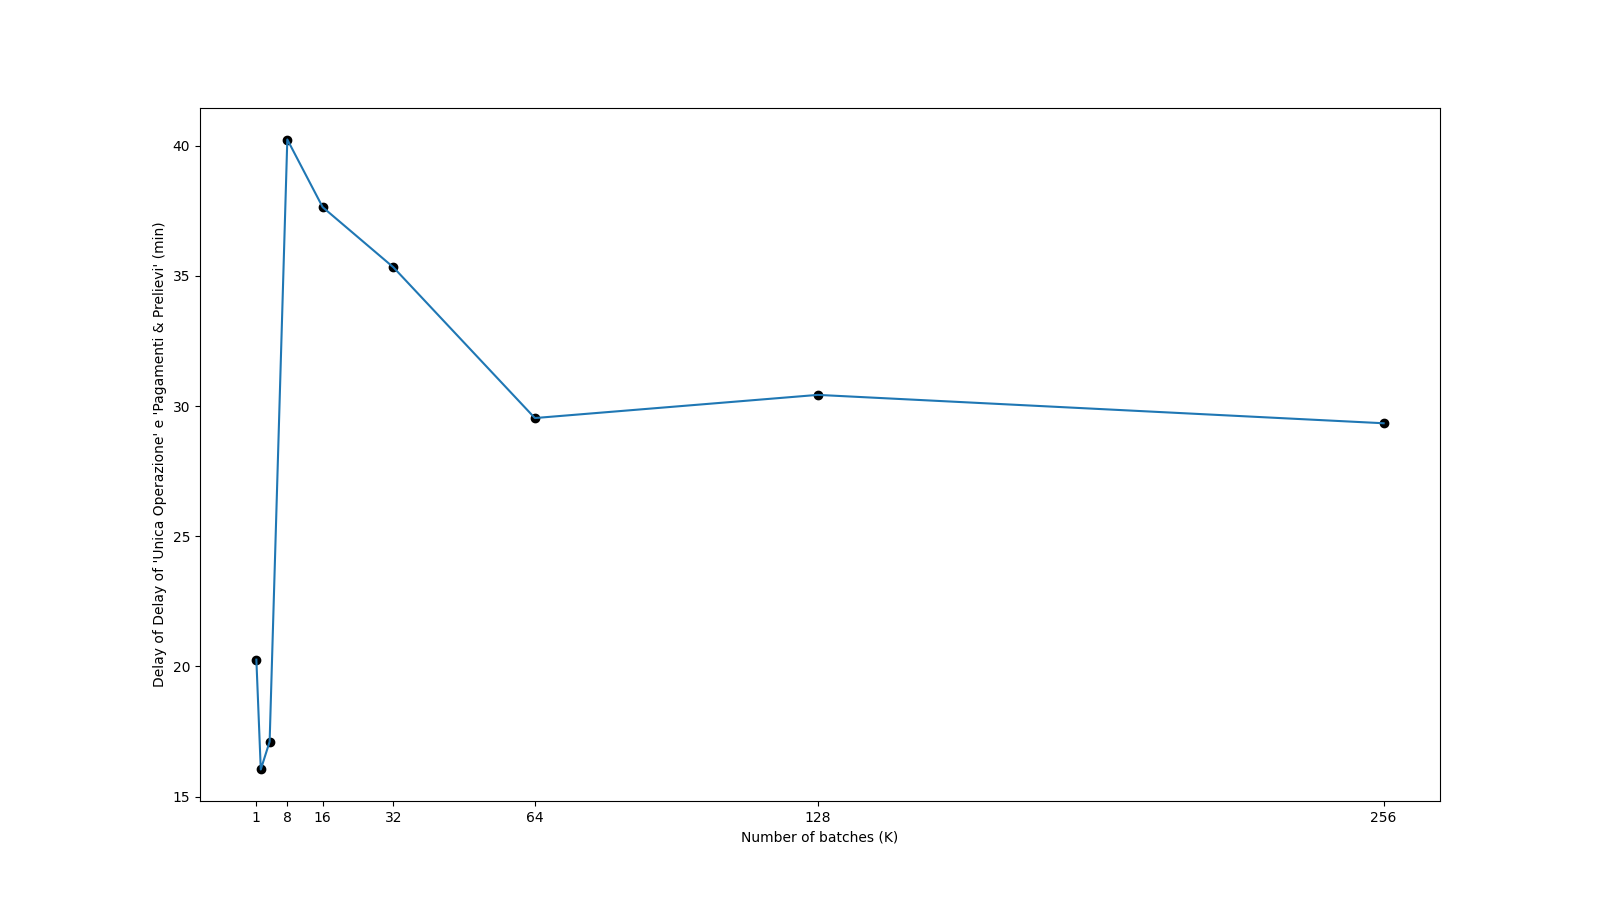 40
35
30
25
20
15
Delay of Delay of 'Unica Operazione' e 'Pagamenti & Prelievi' (min)
1 8 16 32 64 128 256
Number of batches (K)